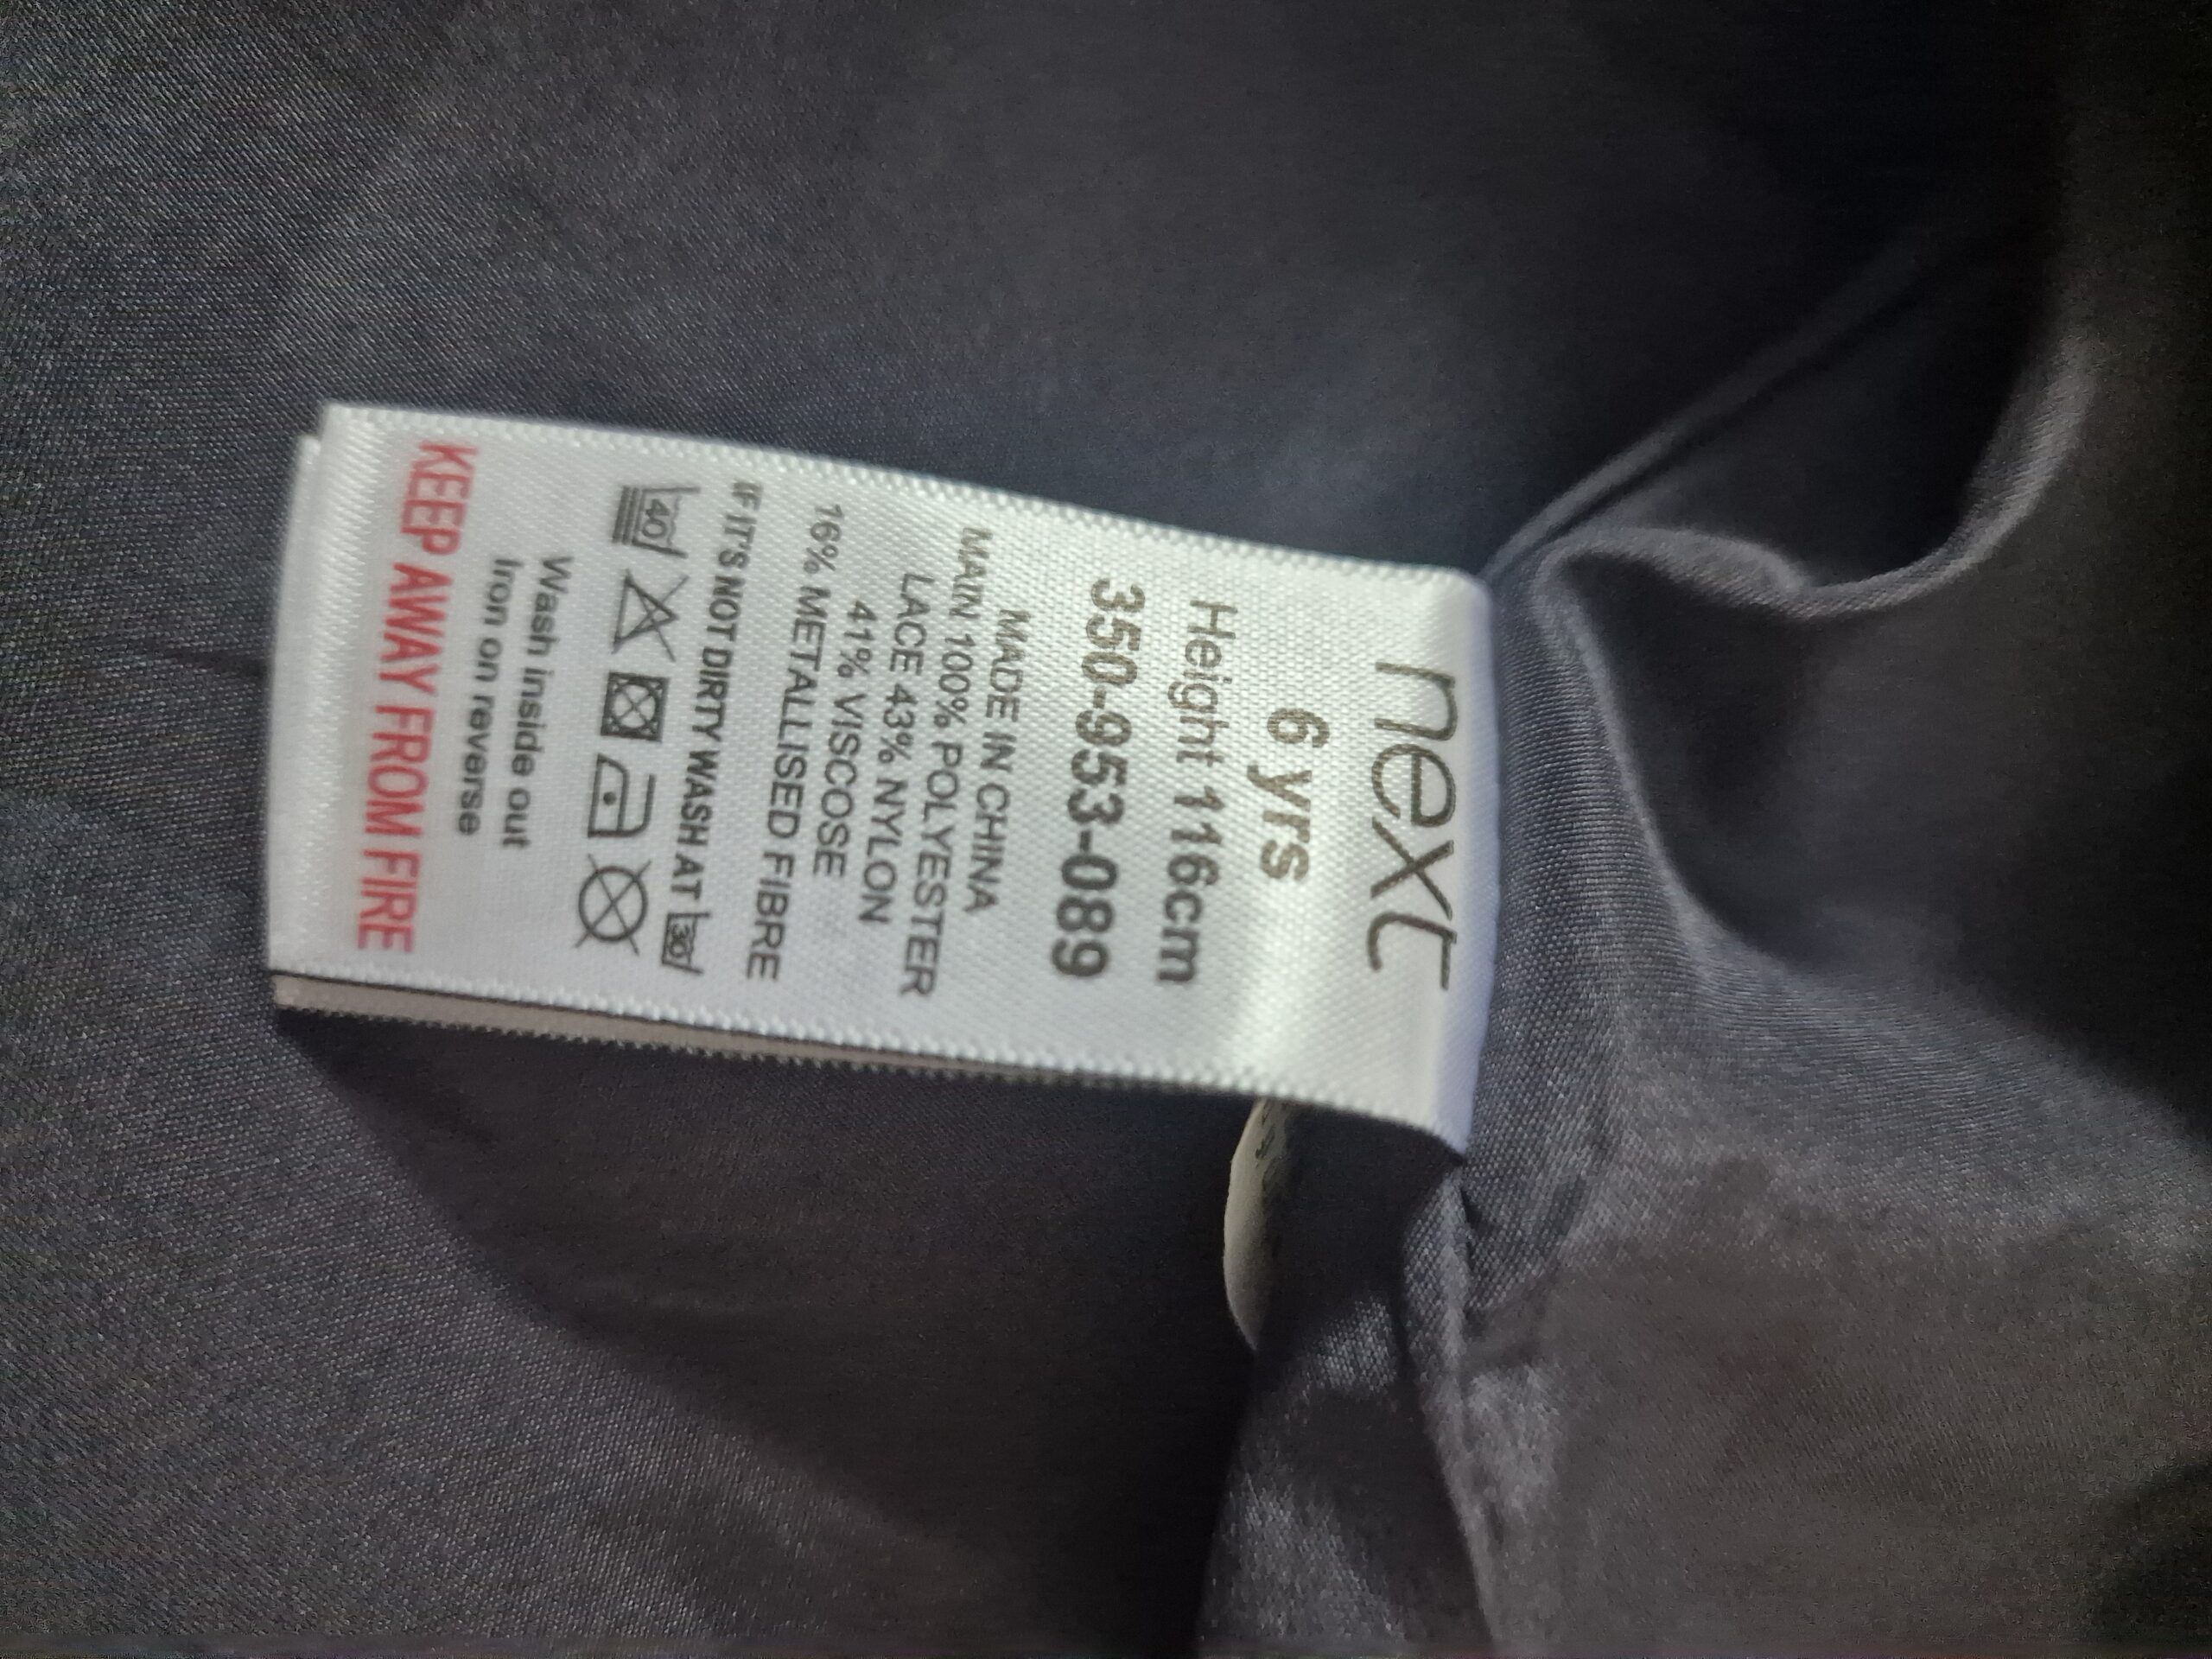 next
6 yrs
Height 116cm
350-953-089
MADE IN CHINA
MAIN 100% POLYESTER
LACE 43% NYLON
41% VISCOSE
16% METALLISED FIBRE
IF IT'S NOT DIRTY WASH AT 30
40
Wash inside out
Iron on reverse
KEEP AWAY FROM FIRE